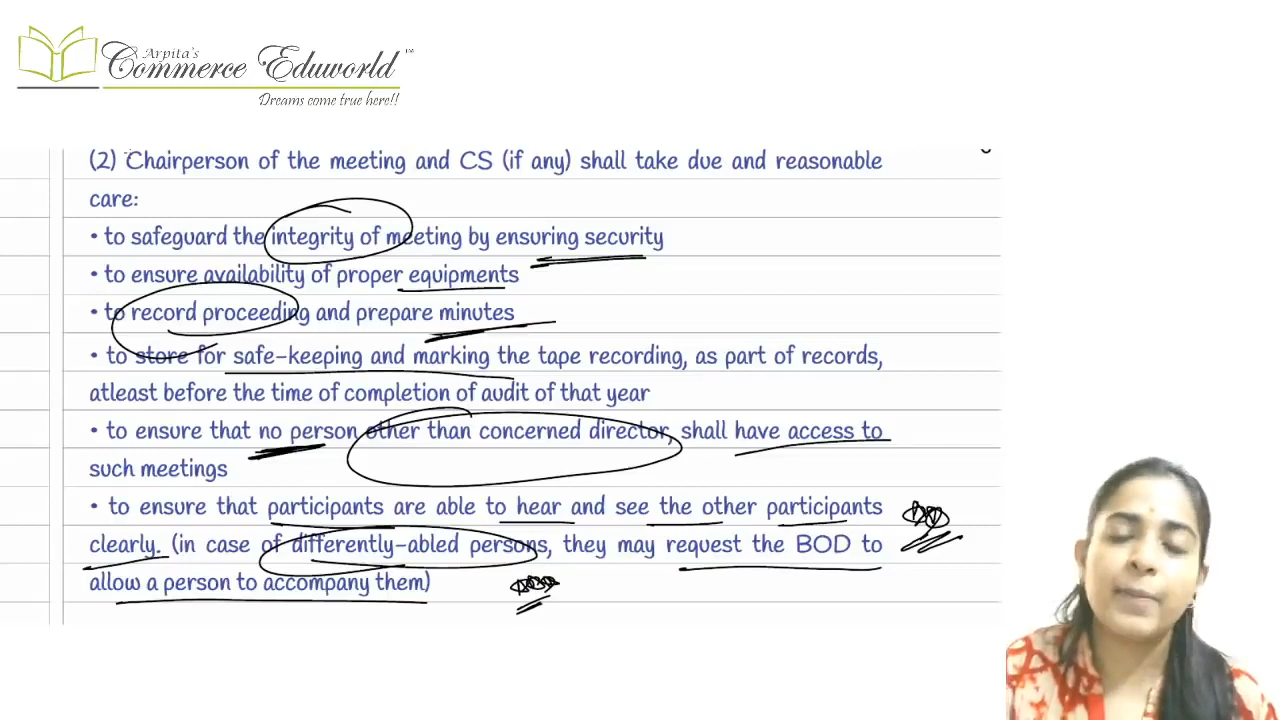 Arpita's
Commerce Eduworld™
Dreams come true here!!
(2) Chairperson of the meeting and CS (if any) shall take due and reasonable
care:
• to safeguard the integrity of meeting by ensuring security
• to ensure availability of proper equipments
• to record proceeding and prepare minutes
• to store for safe-keeping and marking the tape recording, as part of records,
atleast before the time of completion of audit of that year
• to ensure that no person other than concerned director, shall have access to
such meetings
• to ensure that participants are able to hear and see the other participants
clearly. (in case of differently-abled persons, they may request the BOD to
allow a person to accompany them)